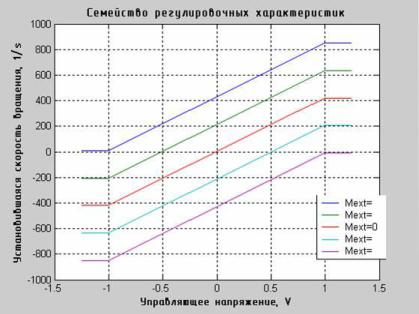 Семейство регулировочных характеристик
Установившаяся скорость вращения, 1/s
1000
800
600
400
200
0
-200
-400
-600
-800
-1000
-1.5
-1
-0.5
0
0.5
1
1.5
Mext=
Mext=
Mext=0
Mext=
Mext=
Управляющее напряжение, V